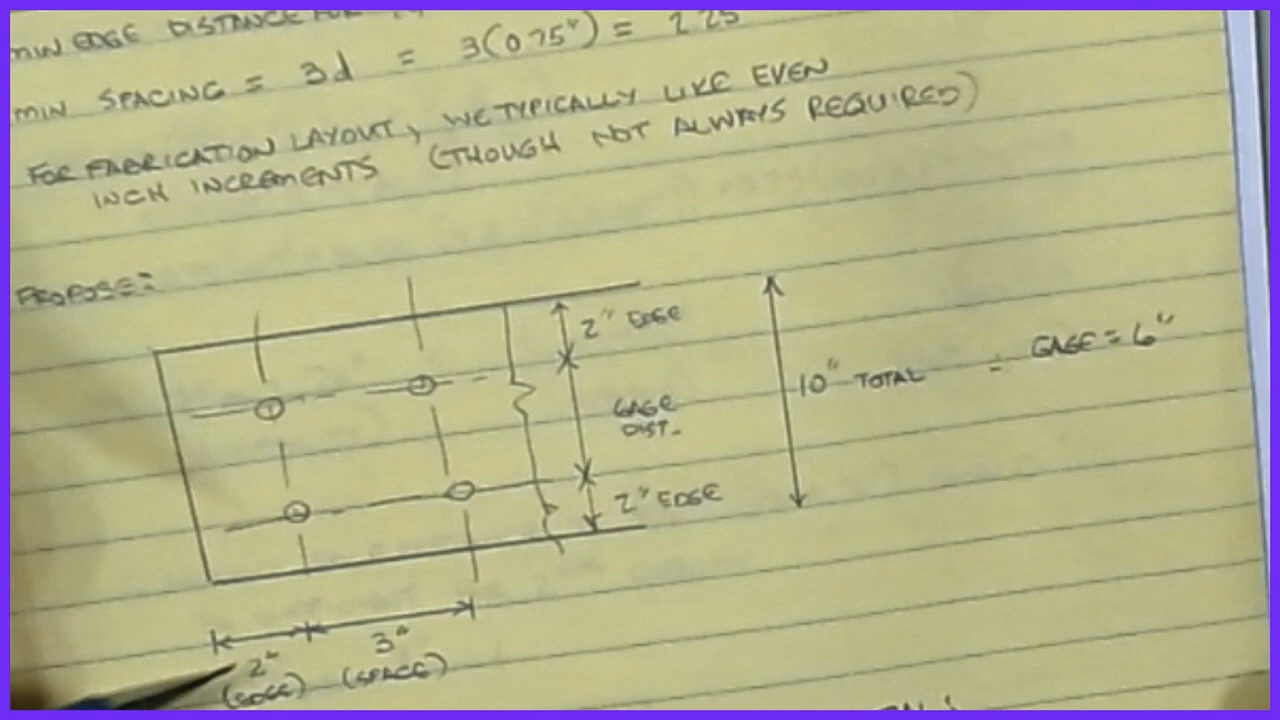 MIN EDGE DISTANCE FOR
MIN SPACING = 3d = 3(0.75") = 2.25
FOR FABRICATION LAYOUT, WE TYPICALLY LIKE EVEN
INCH INCREMENTS (THOUGH NOT ALWAYS REQUIRED)
PROPOSE:
2" EDGE
GAGE = 6"
10" TOTAL
GAGE
DIST.
2" EDGE
2"
(EDGE)
3"
(SPACE)